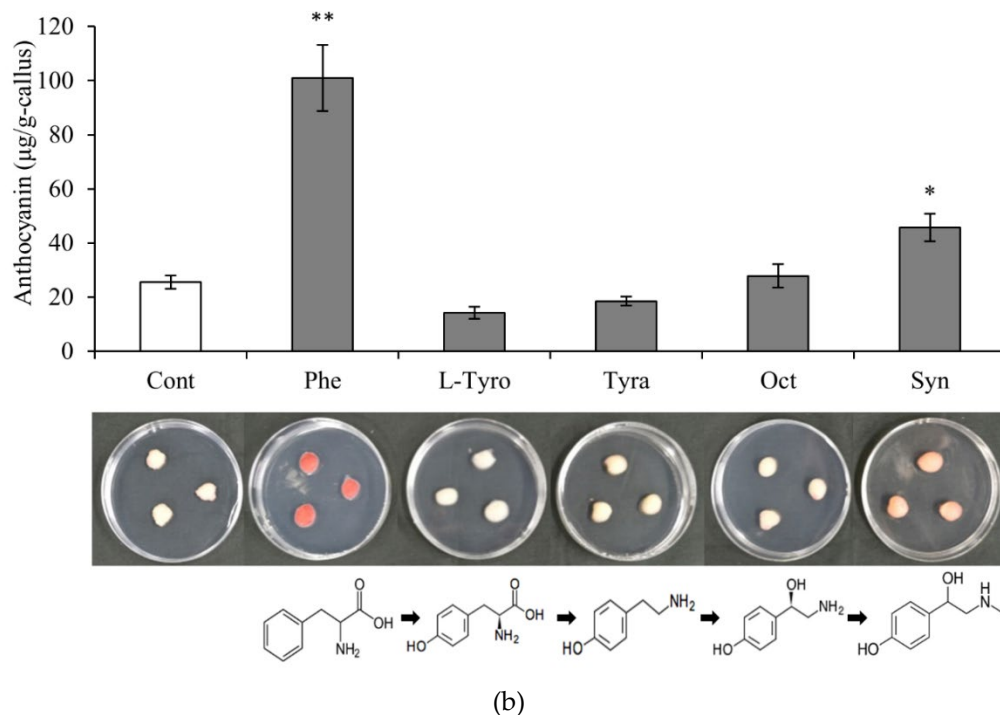 120
**
100
80
60
*
40
20
0
Anthocyanin (µg/g-callus)
Cont Phe L-Tyro Tyra Oct Syn
O
OH
NH₂
O
OH
NH₂
HO
NH₂
HO
OH
NH₂
HO
OH
H
N
HO
(b)